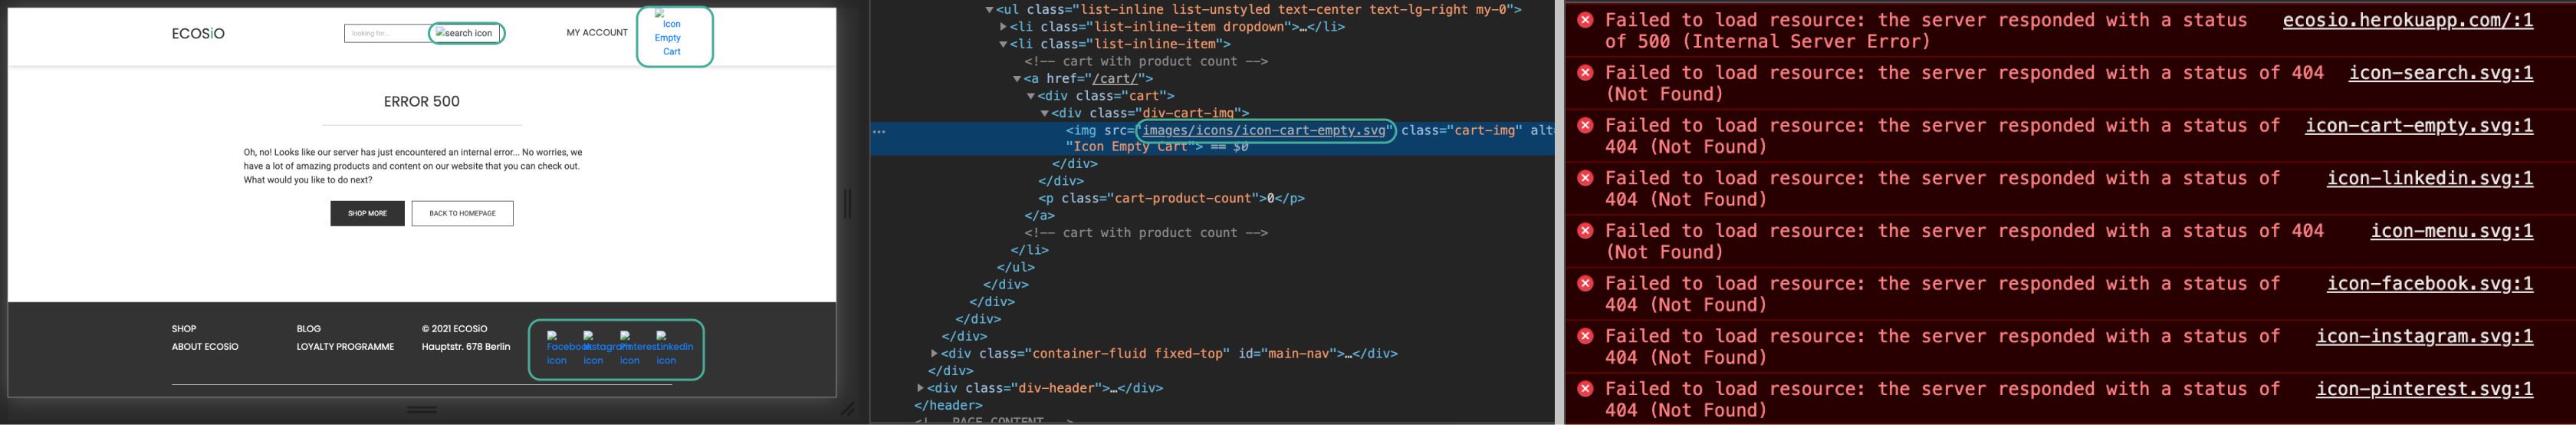 ECOSiO
looking for...
search icon
MY ACCOUNT
Icon
Empty
Cart
ERROR 500
Oh, no! Looks like our server has just encountered an internal error... No worries, we
have a lot of amazing products and content on our website that you can check out.
What would you like to do next?
SHOP MORE
BACK TO HOMEPAGE
SHOP
BLOG
© 2021 ECOSiO
ABOUT ECOSiO
LOYALTY PROGRAMME
Hauptstr. 678 Berlin
Facebook
icon
Instagram
icon
Pinterest
icon
Linkedin
icon
▼<ul class="list-inline list-unstyled text-center text-lg-right my-0">
▶<li class="list-inline-item dropdown">…</li>
▼<li class="list-inline-item">
<!-- cart with product count -->
▼<a href="/cart/">
▼<div class="cart">
▼<div class="div-cart-img">
<img src="images/icons/icon-cart-empty.svg" class="cart-img" alt=
"Icon Empty Cart"> == $0
</div>
</div>
<p class="cart-product-count">0</p>
</a>
<!-- cart with product count -->
</li>
</ul>
</div>
</div>
</div>
</div>
▶<div class="container-fluid fixed-top" id="main-nav">…</div>
</div>
▶<div class="div-header">…</div>
</header>
<!-- PAGE CONTENT -->
Failed to load resource: the server responded with a status ecosio.herokuapp.com/:1
of 500 (Internal Server Error)
Failed to load resource: the server responded with a status of 404 icon-search.svg:1
(Not Found)
Failed to load resource: the server responded with a status of icon-cart-empty.svg:1
404 (Not Found)
Failed to load resource: the server responded with a status of icon-linkedin.svg:1
404 (Not Found)
Failed to load resource: the server responded with a status of 404 icon-menu.svg:1
(Not Found)
Failed to load resource: the server responded with a status of icon-facebook.svg:1
404 (Not Found)
Failed to load resource: the server responded with a status of icon-instagram.svg:1
404 (Not Found)
Failed to load resource: the server responded with a status of icon-pinterest.svg:1
404 (Not Found)